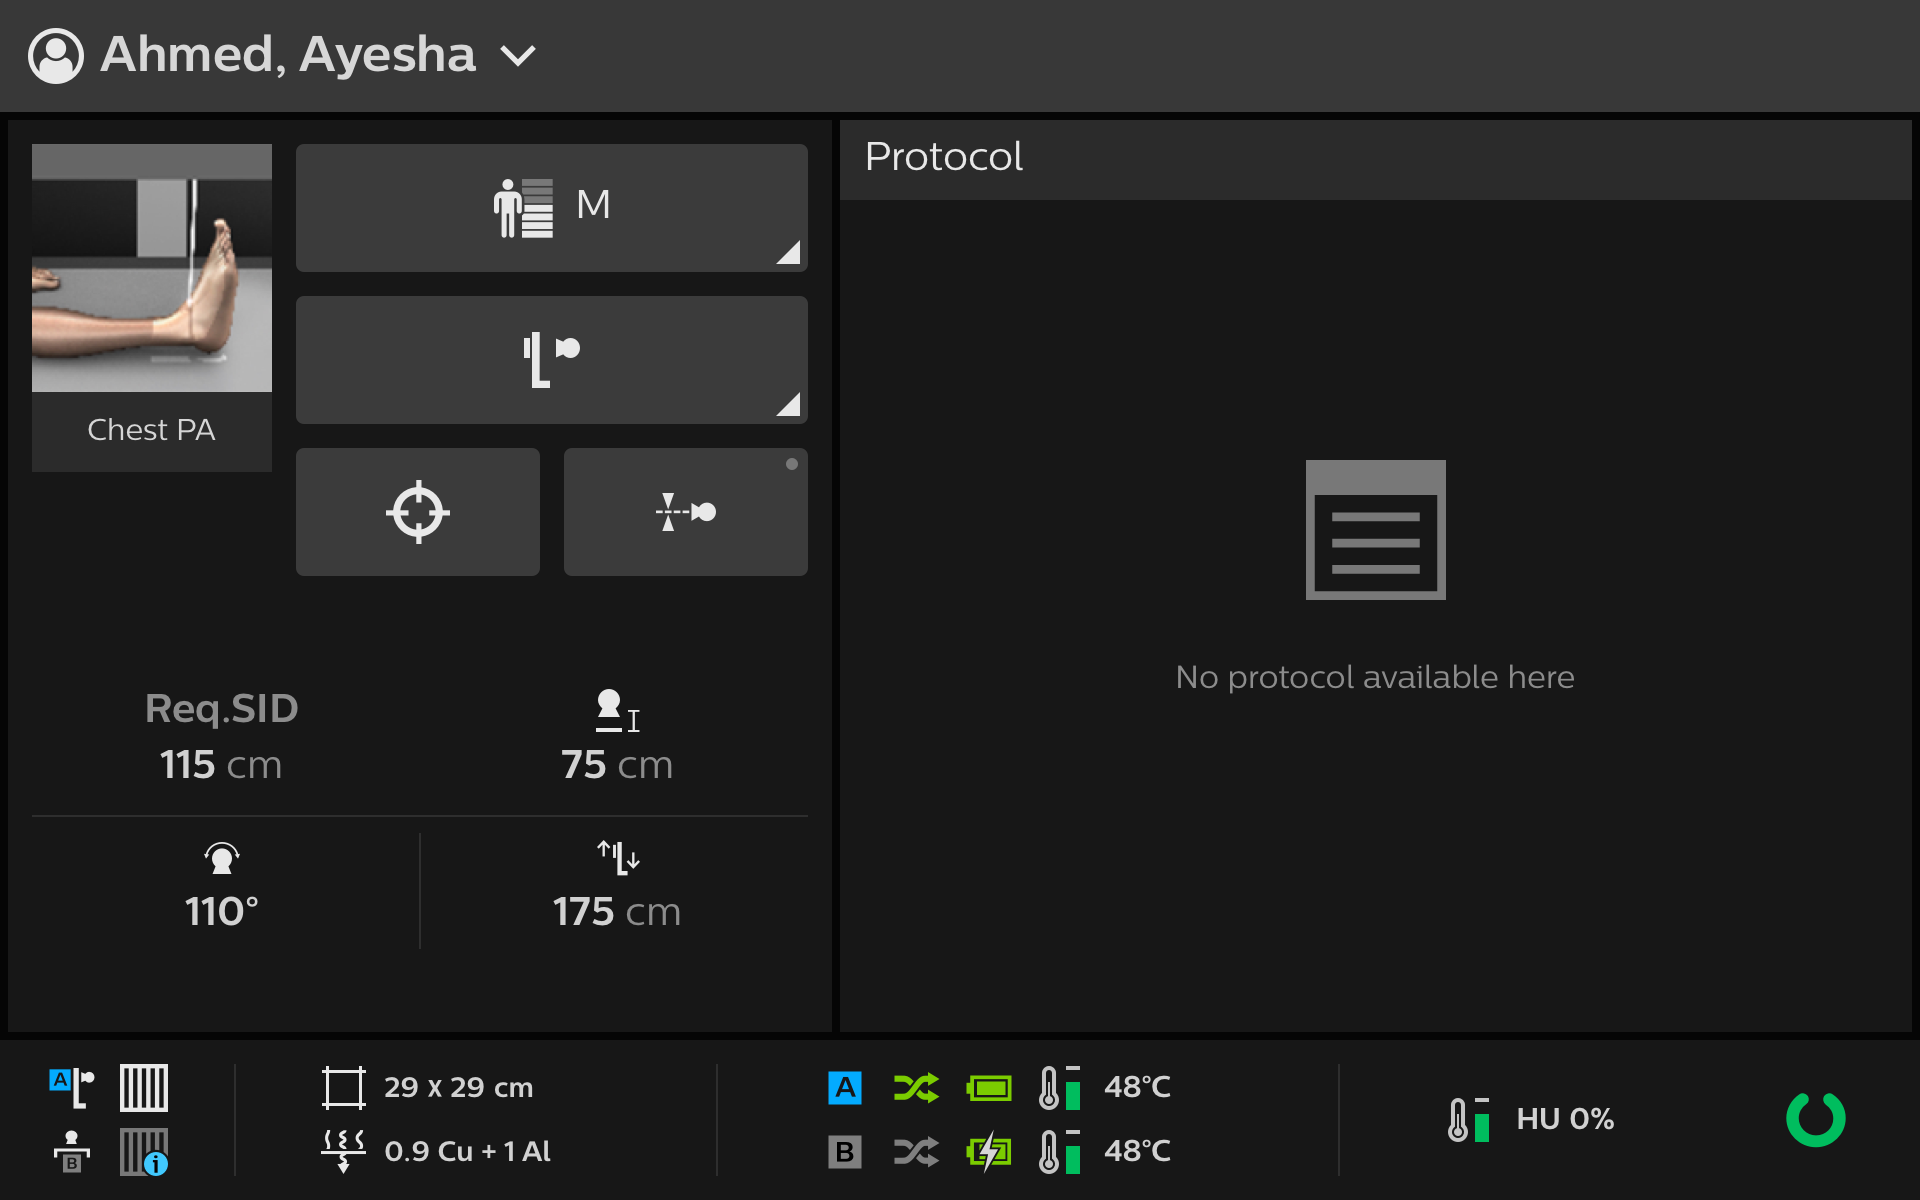 Ahmed, Ayesha
Chest PA
M
Req.SID
115 cm
75 cm
110°
175 cm
Protocol
No protocol available here
A
B
i
29 x 29 cm
0.9 Cu + 1 Al
A
48°C
B
48°C
HU 0%